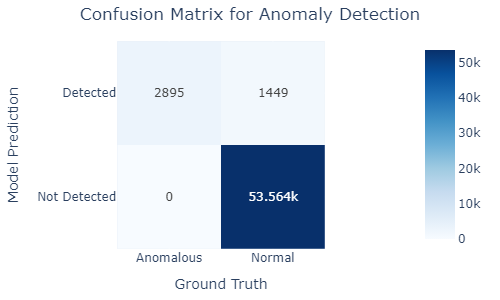 Confusion Matrix for Anomaly Detection
Model Prediction
Detected
2895
1449
Not Detected
0
53.564k
Anomalous
Normal
Ground Truth
50k
40k
30k
20k
10k
0